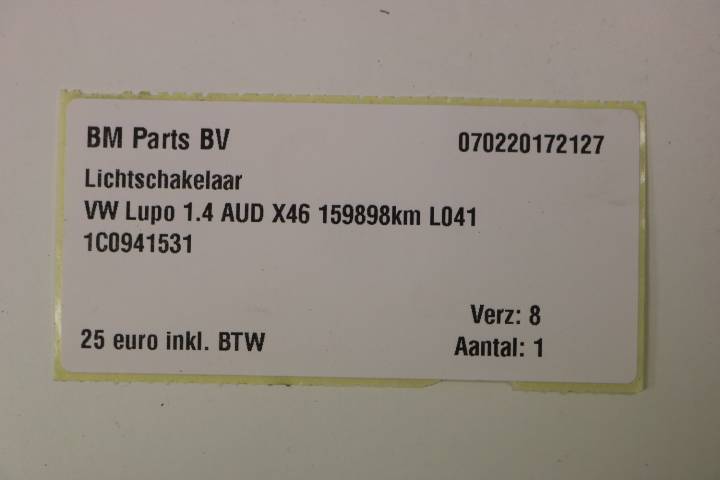 BM Parts BV 070220172127
Lichtschakelaar
VW Lupo 1.4 AUD X46 159898km L041
1C0941531
Verz: 8
25 euro inkl. BTW Aantal: 1